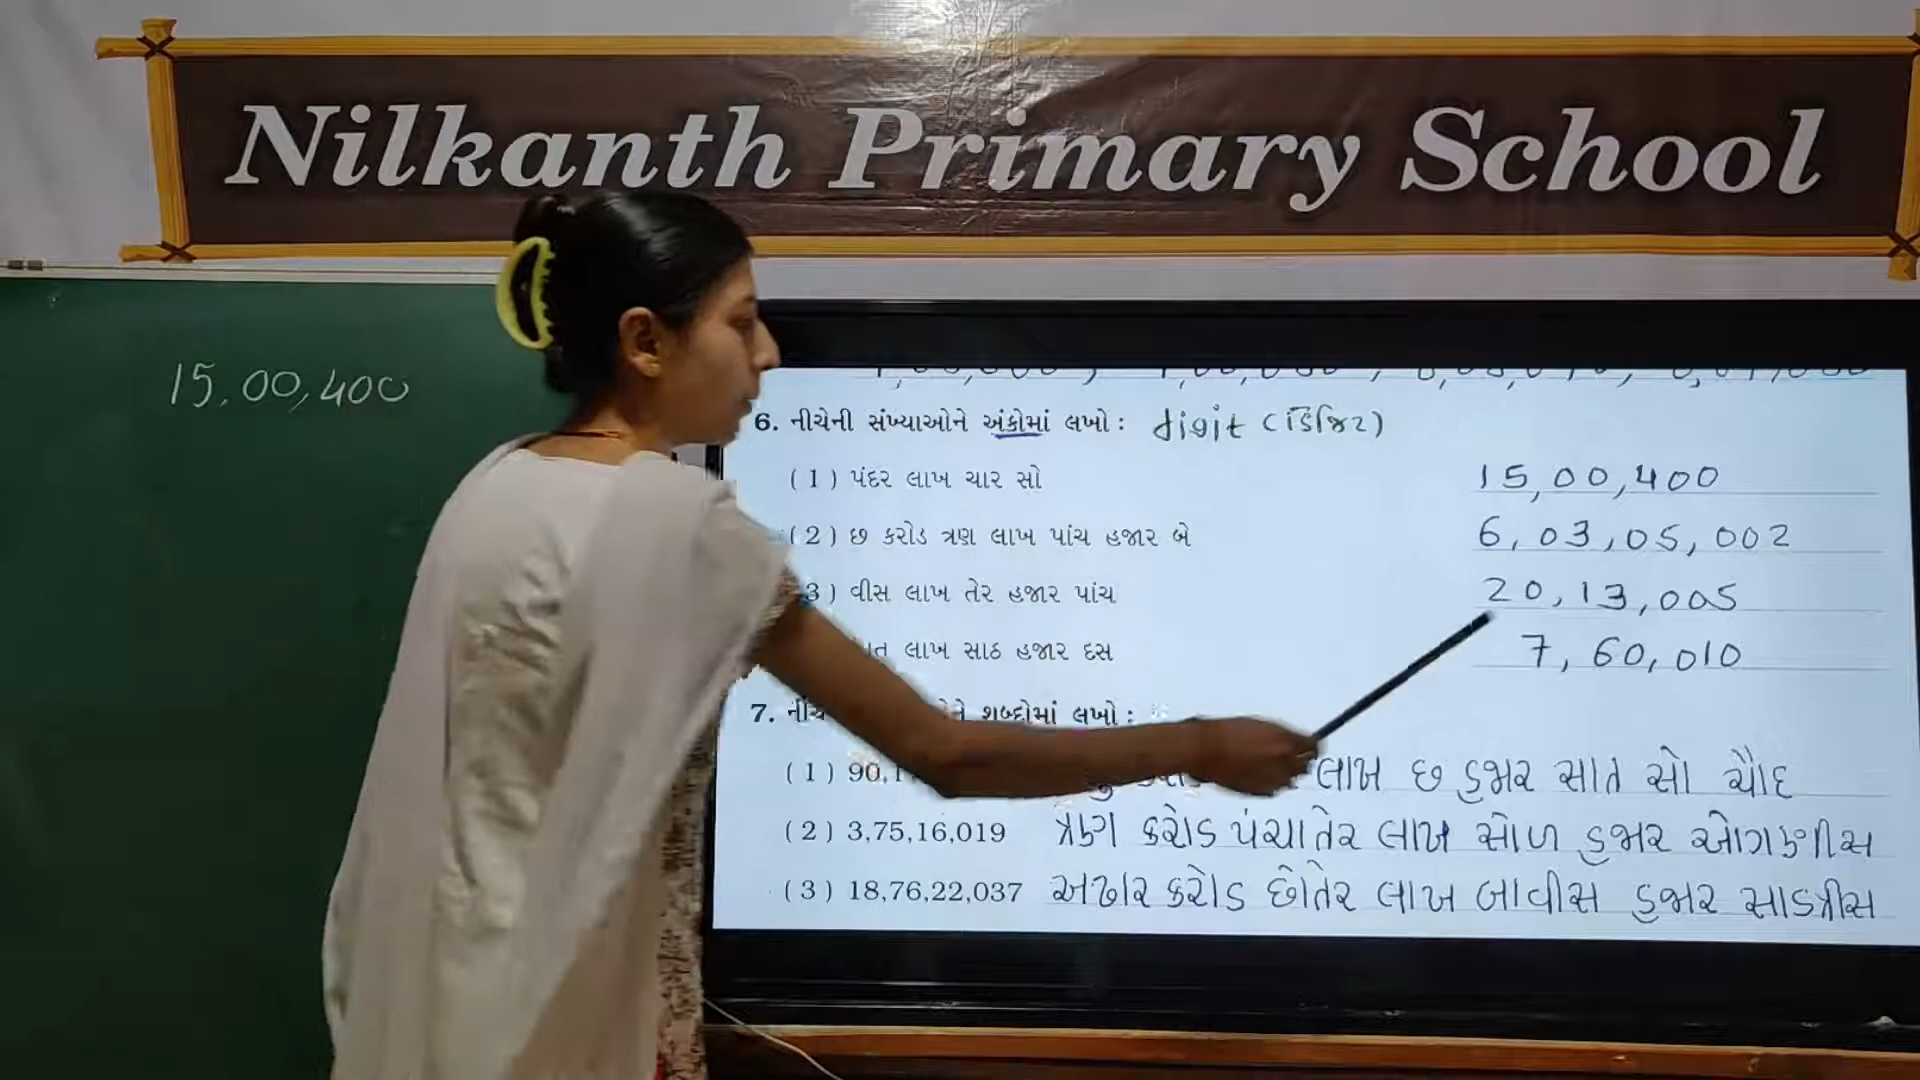 Nilkanth Primary School
15,00,400
6. નીચેની સંખ્યાઓને અંકોમાં લખો : digit (ડિજિટ)
( 1 ) પંદર લાખ ચાર સો 15,00,400
( 2 ) છ કરોડ ત્રણ લાખ પાંચ હજાર બે 6,03,05,002
3 ) વીસ લાખ તેર હજાર પાંચ 20,13,005
લાખ સાઠ હજાર દસ 7,60,010
7. શબ્દોમાં લખો :
( 1 ) 90,1 લાખ છ હજાર સાત સો ચૌદ
( 2 ) 3,75,16,019 ત્રણ કરોડ પંચાતેર લાખ સોળ હજાર ઓગણીસ
( 3 ) 18,76,22,037 અઢાર કરોડ છોતેર લાખ બાવીસ હજાર સાડત્રીસ